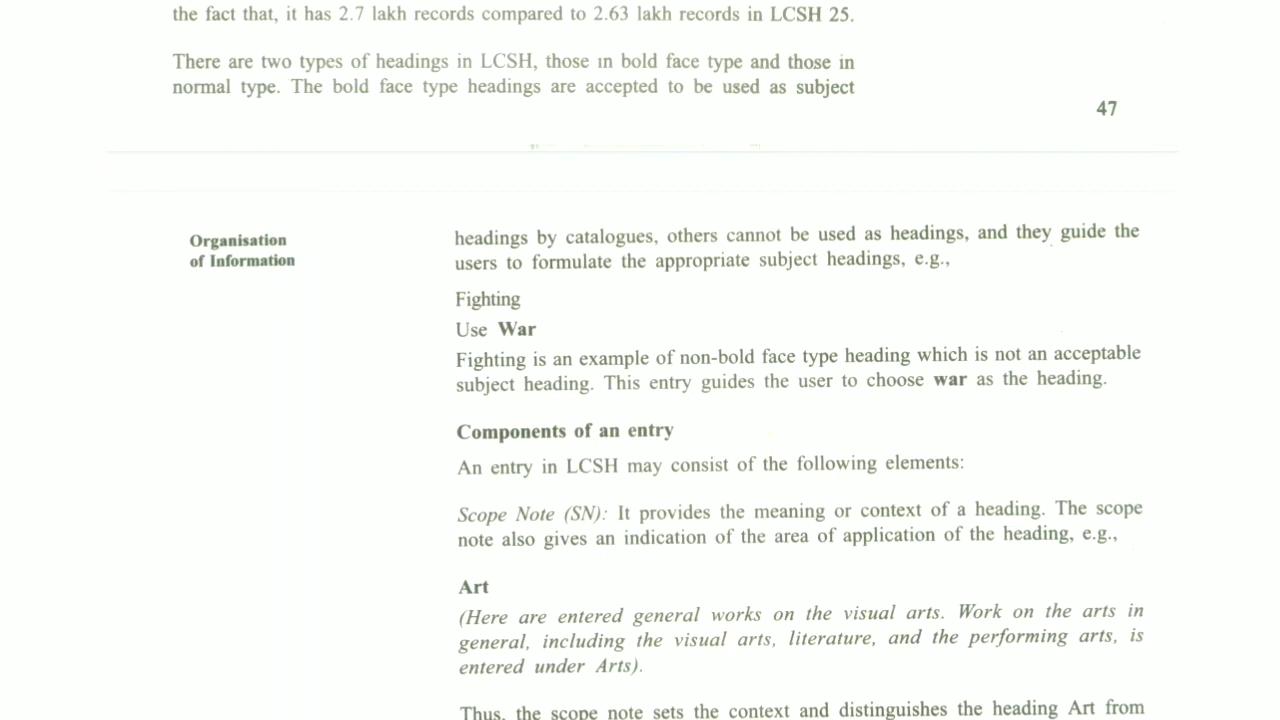 the fact that, it has 2.7 lakh records compared to 2.63 lakh records in LCSH 25.
There are two types of headings in LCSH, those in bold face type and those in
normal type. The bold face type headings are accepted to be used as subject
47
Organisation
of Information
headings by catalogues, others cannot be used as headings, and they guide the
users to formulate the appropriate subject headings, e.g.,
Fighting
Use War
Fighting is an example of non-bold face type heading which is not an acceptable
subject heading. This entry guides the user to choose war as the heading.
Components of an entry
An entry in LCSH may consist of the following elements:
Scope Note (SN): It provides the meaning or context of a heading. The scope
note also gives an indication of the area of application of the heading, e.g.,
Art
(Here are entered general works on the visual arts. Work on the arts in
general, including the visual arts, literature, and the performing arts, is
entered under Arts).
Thus, the scope note sets the context and distinguishes the heading Art from